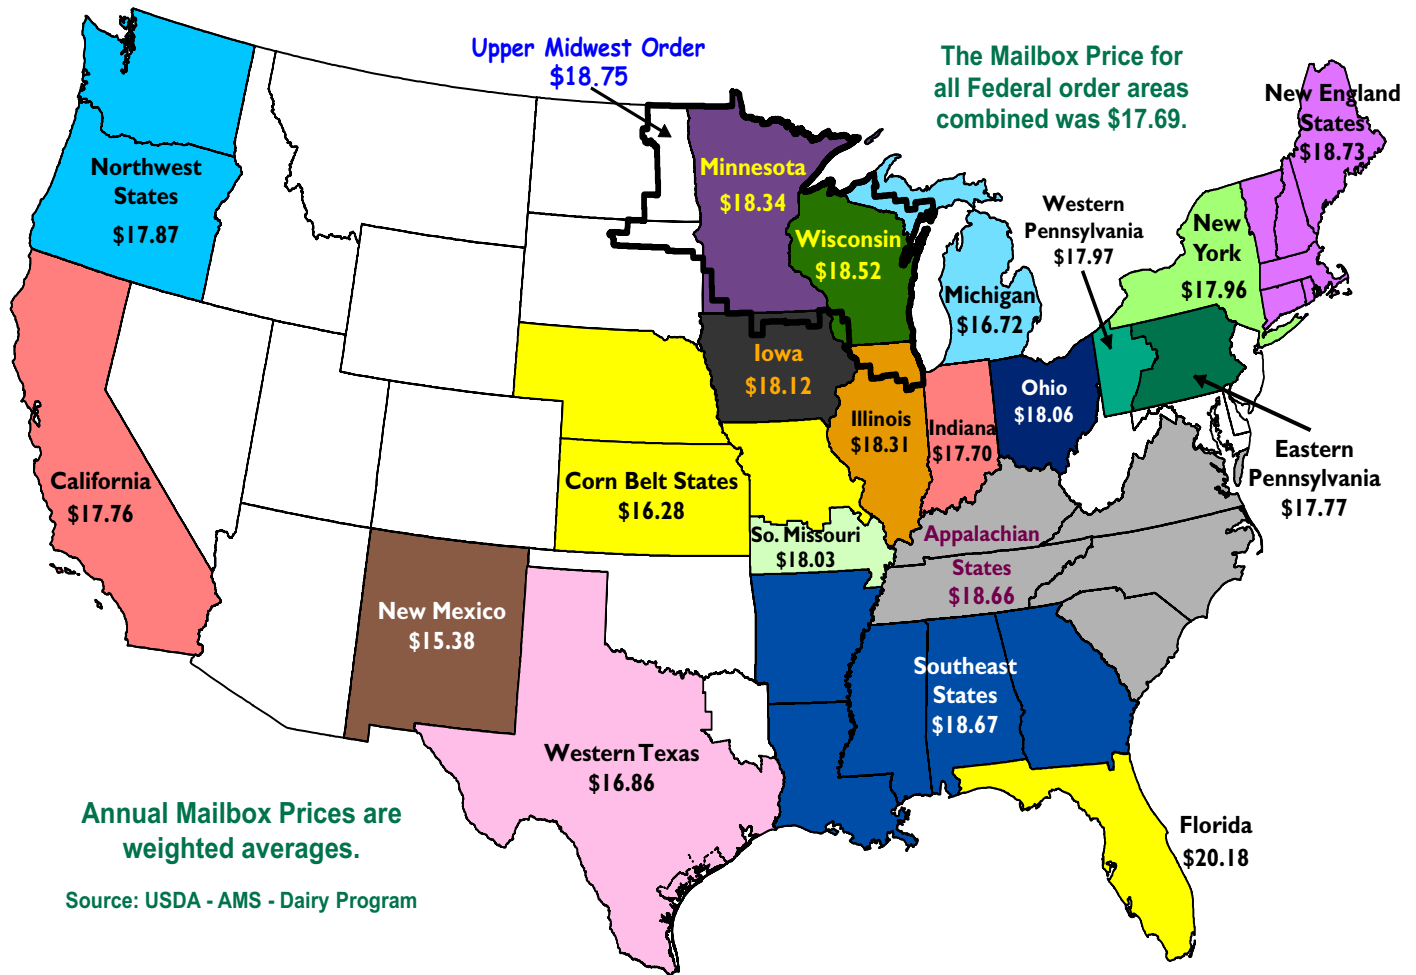 Upper Midwest Order
$18.75
The Mailbox Price for
all Federal order areas
combined was $17.69.
New England
States
$18.73
Northwest
States
$17.87
Minnesota
$18.34
Wisconsin
$18.52
Western
Pennsylvania
$17.97
New
York
$17.96
Michigan
$16.72
Iowa
$18.12
Illinois
$18.31
Indiana
$17.70
Ohio
$18.06
Eastern
Pennsylvania
$17.77
California
$17.76
Corn Belt States
$16.28
So. Missouri
$18.03
Appalachian
States
$18.66
New Mexico
$15.38
Southeast
States
$18.67
Western Texas
$16.86
Florida
$20.18
Annual Mailbox Prices are
weighted averages.
Source: USDA - AMS - Dairy Program